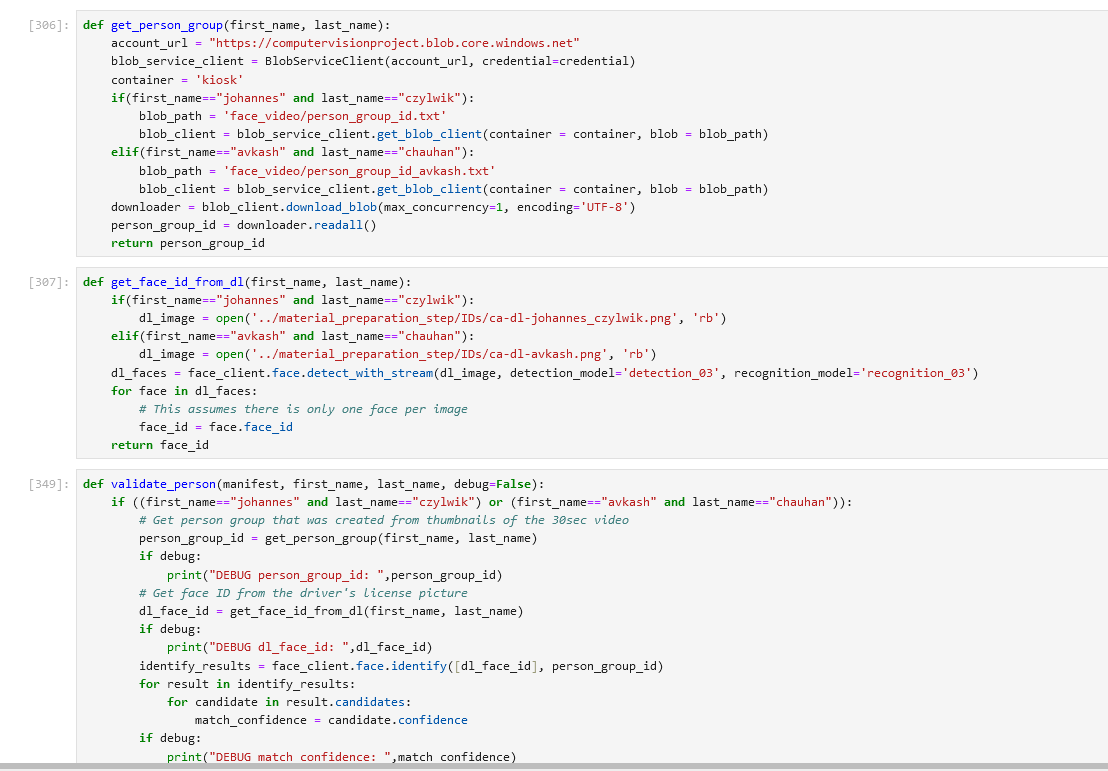 [306]: def get_person_group(first_name, last_name):
account_url = "https://computervisionproject.blob.core.windows.net"
blob_service_client = BlobServiceClient(account_url, credential=credential)
container = 'kiosk'
if(first_name=="johannes" and last_name=="czylwik"):
blob_path = 'face_video/person_group_id.txt'
blob_client = blob_service_client.get_blob_client(container = container, blob = blob_path)
elif(first_name=="avkash" and last_name=="chauhan"):
blob_path = 'face_video/person_group_id_avkash.txt'
blob_client = blob_service_client.get_blob_client(container = container, blob = blob_path)
downloader = blob_client.download_blob(max_concurrency=1, encoding='UTF-8')
person_group_id = downloader.readall()
return person_group_id
[307]: def get_face_id_from_dl(first_name, last_name):
if(first_name=="johannes" and last_name=="czylwik"):
dl_image = open('../material_preparation_step/IDs/ca-dl-johannes_czylwik.png', 'rb')
elif(first_name=="avkash" and last_name=="chauhan"):
dl_image = open('../material_preparation_step/IDs/ca-dl-avkash.png', 'rb')
dl_faces = face_client.face.detect_with_stream(dl_image, detection_model='detection_03', recognition_model='recognition_03')
for face in dl_faces:
# This assumes there is only one face per image
face_id = face.face_id
return face_id
[349]: def validate_person(manifest, first_name, last_name, debug=False):
if ((first_name=="johannes" and last_name=="czylwik") or (first_name=="avkash" and last_name=="chauhan")):
# Get person group that was created from thumbnails of the 30sec video
person_group_id = get_person_group(first_name, last_name)
if debug:
print("DEBUG person_group_id: ",person_group_id)
# Get face ID from the driver's license picture
dl_face_id = get_face_id_from_dl(first_name, last_name)
if debug:
print("DEBUG dl_face_id: ",dl_face_id)
identify_results = face_client.face.identify([dl_face_id], person_group_id)
for result in identify_results:
for candidate in result.candidates:
match_confidence = candidate.confidence
if debug:
print("DEBUG match_confidence: ",match_confidence)